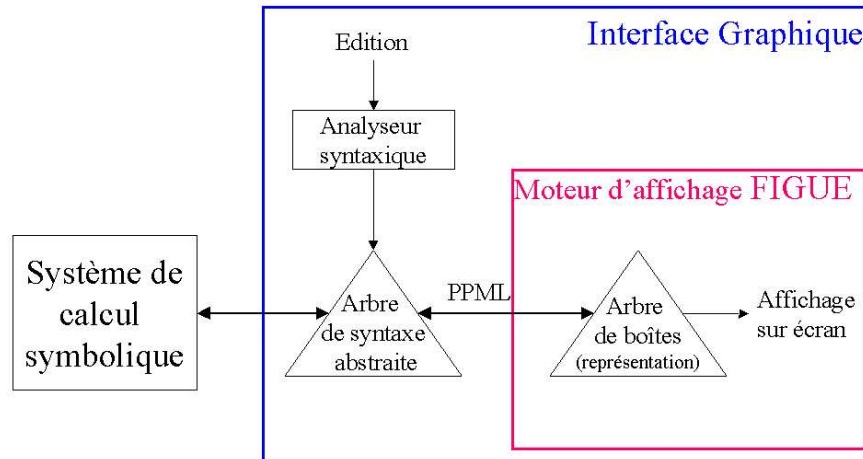 Interface Graphique
Edition
Analyseur
syntaxique
Moteur d'affichage FIGUE
Système de
calcul
symbolique
Arbre
de syntaxe
abstraite
PPML
Arbre
de boîtes
(représentation)
Affichage
sur écran